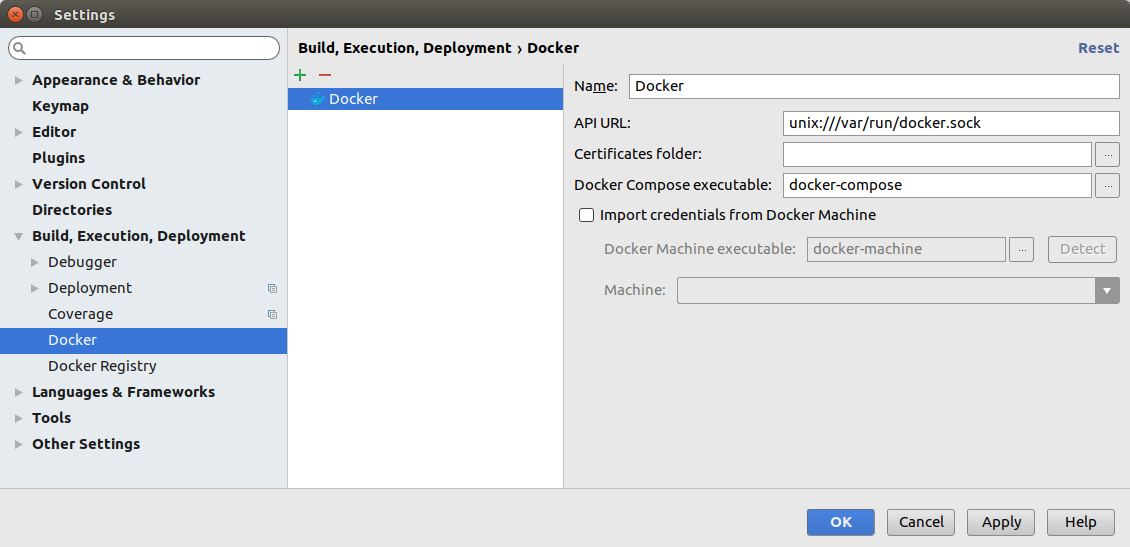 Settings
Appearance & Behavior
Keymap
Editor
Plugins
Version Control
Directories
Build, Execution, Deployment
Debugger
Deployment
Coverage
Docker
Docker Registry
Languages & Frameworks
Tools
Other Settings
Build, Execution, Deployment › Docker
Reset
Docker
Name: Docker
API URL: unix:///var/run/docker.sock
Certificates folder: ...
Docker Compose executable: docker-compose ...
Import credentials from Docker Machine
Docker Machine executable: docker-machine ... Detect
Machine:
OK Cancel Apply Help